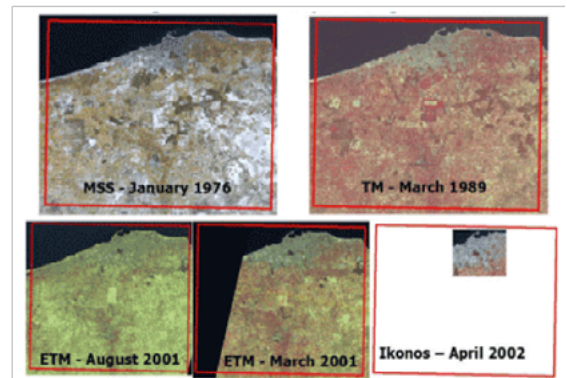 MSS - January 1976
TM - March 1989
ETM - August 2001
ETM - March 2001
Ikonos – April 2002